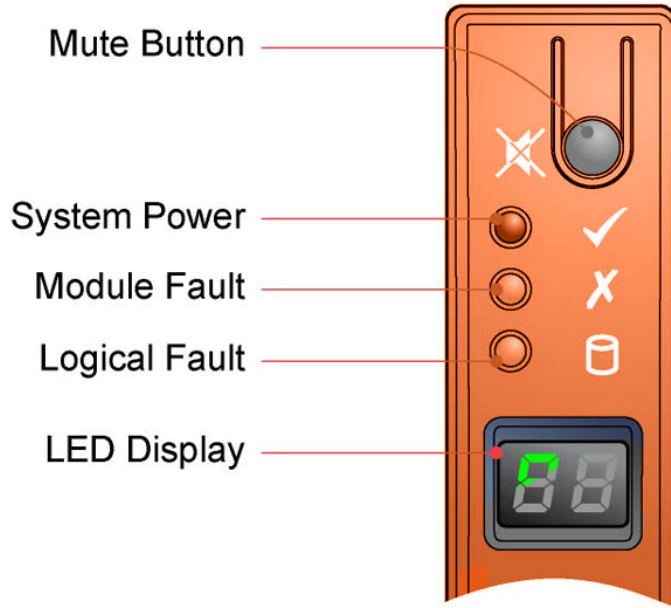 Mute Button
System Power
Module Fault
Logical Fault
LED Display